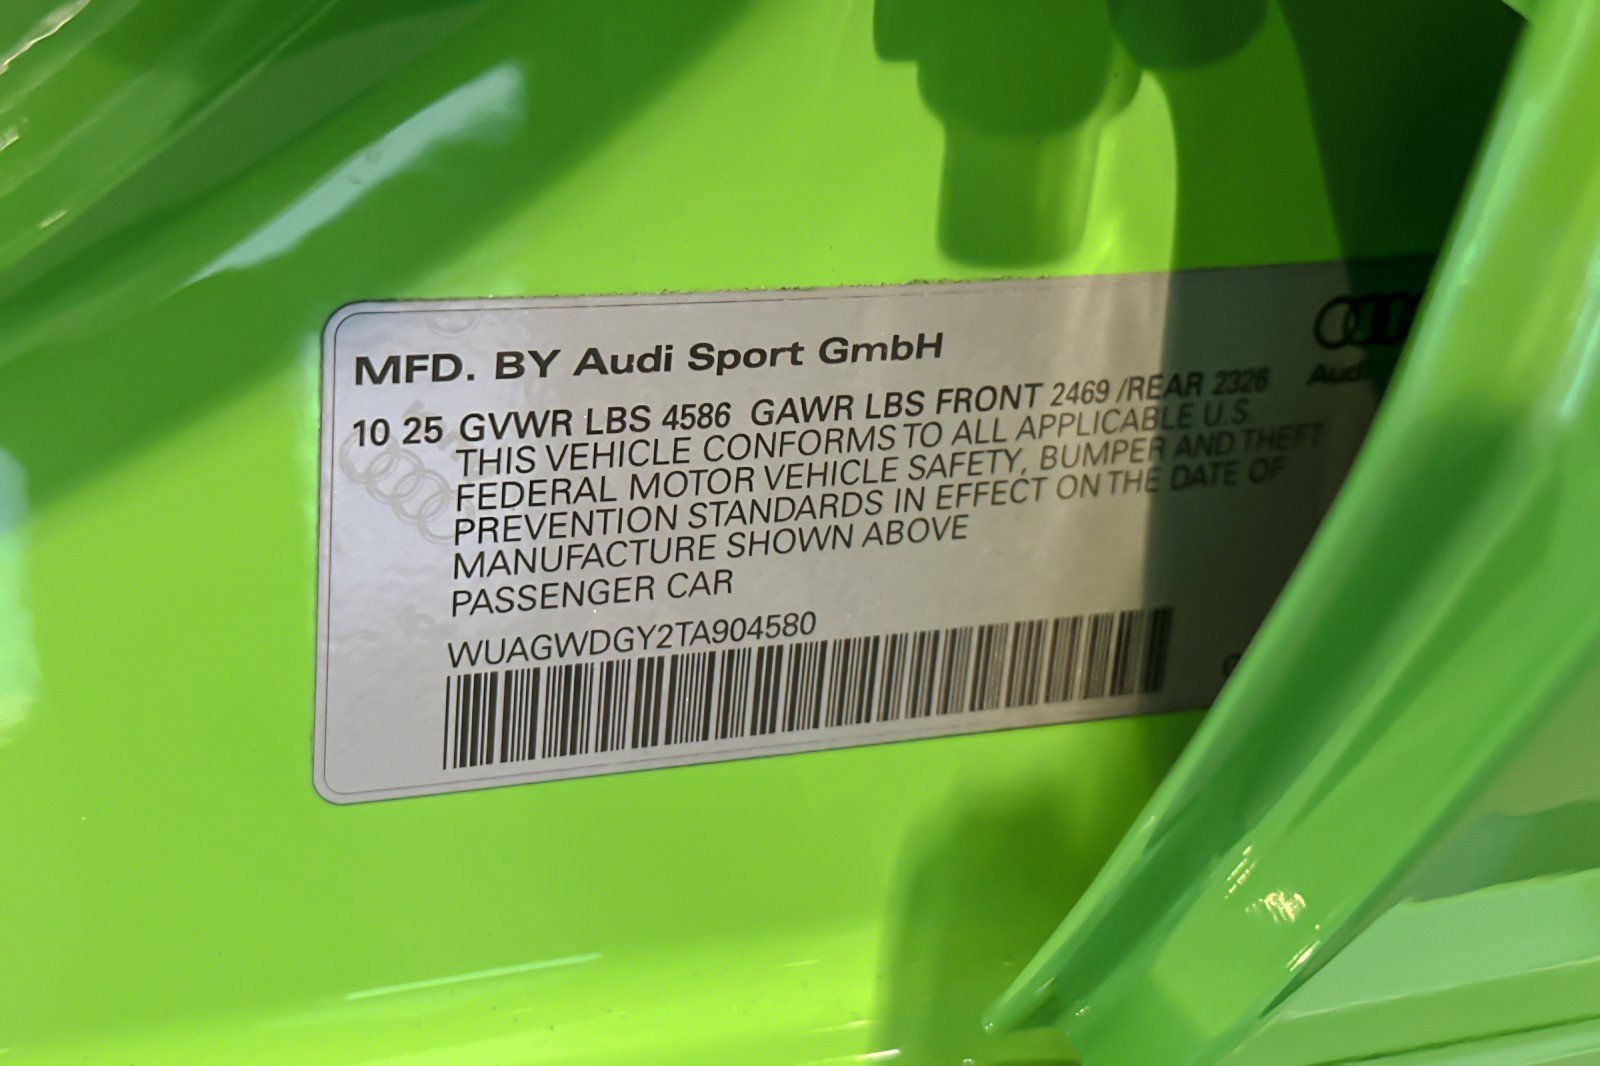 MFD. BY Audi Sport GmbH
10 25 GVWR LBS 4586 GAWR LBS FRONT 2469 /REAR 2326
THIS VEHICLE CONFORMS TO ALL APPLICABLE U.S.
FEDERAL MOTOR VEHICLE SAFETY, BUMPER AND THEFT
PREVENTION STANDARDS IN EFFECT ON THE DATE OF
MANUFACTURE SHOWN ABOVE
PASSENGER CAR
WUAGWDGY2TA904580